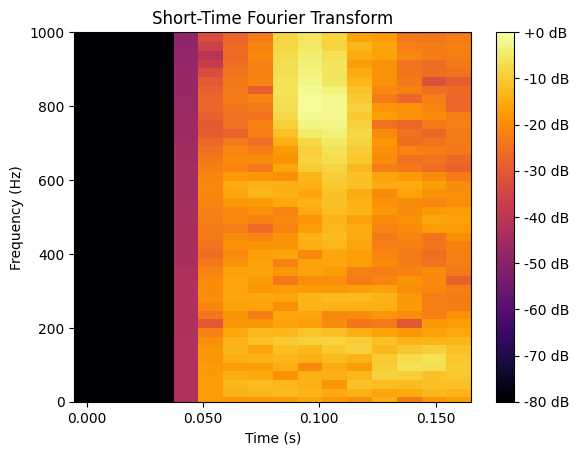 Short-Time Fourier Transform
1000
800
600
400
200
0
Frequency (Hz)
0.000
0.050
0.100
0.150
Time (s)
+0 dB
-10 dB
-20 dB
-30 dB
-40 dB
-50 dB
-60 dB
-70 dB
-80 dB